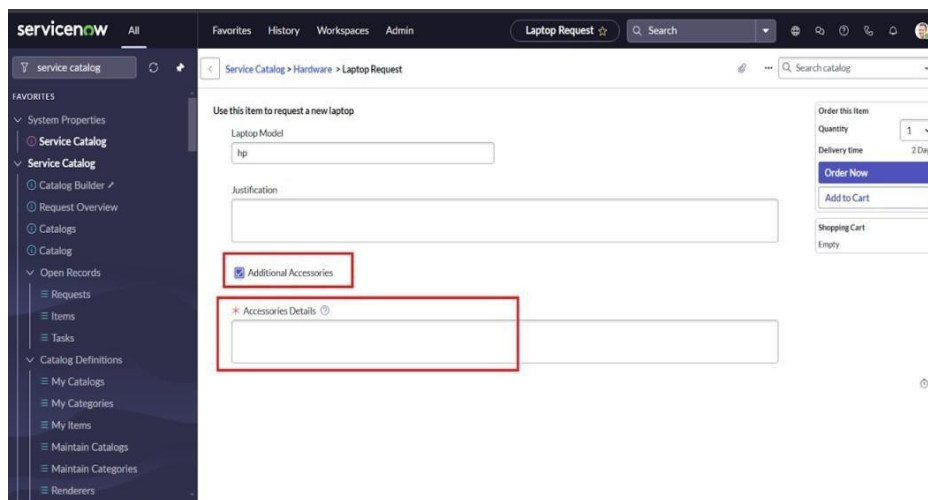 servicenow All Favorites History Workspaces Admin Laptop Request Search
service catalog
Service Catalog > Hardware > Laptop Request
Search catalog
FAVORITES
System Properties
Service Catalog
Service Catalog
Catalog Builder
Request Overview
Catalogs
Catalog
Open Records
Requests
Items
Tasks
Catalog Definitions
My Catalogs
My Categories
My Items
Maintain Catalogs
Maintain Categories
Renderers
Use this item to request a new laptop
Laptop Model
hp
Justification
Additional Accessories
* Accessories Details
Order this Item
Quantity 1
Delivery time 2 Day
Order Now
Add to Cart
Shopping Cart
Empty